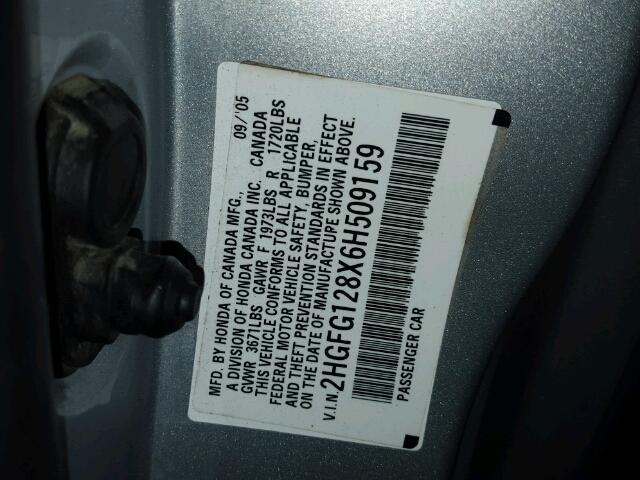 MFD. BY HONDA OF CANADA MFG., 09/'05
A DIVISION OF HONDA CANADA INC. CANADA
GVWR 3671LBS GAWR F 1973LBS R 1720LBS
THIS VEHICLE CONFORMS TO ALL APPLICABLE
FEDERAL MOTOR VEHICLE SAFETY, BUMPER,
AND THEFT PREVENTION STANDARDS IN EFFECT
ON THE DATE OF MANUFACTURE SHOWN ABOVE.
V.I.N. 2HGFG128X6H509159
PASSENGER CAR